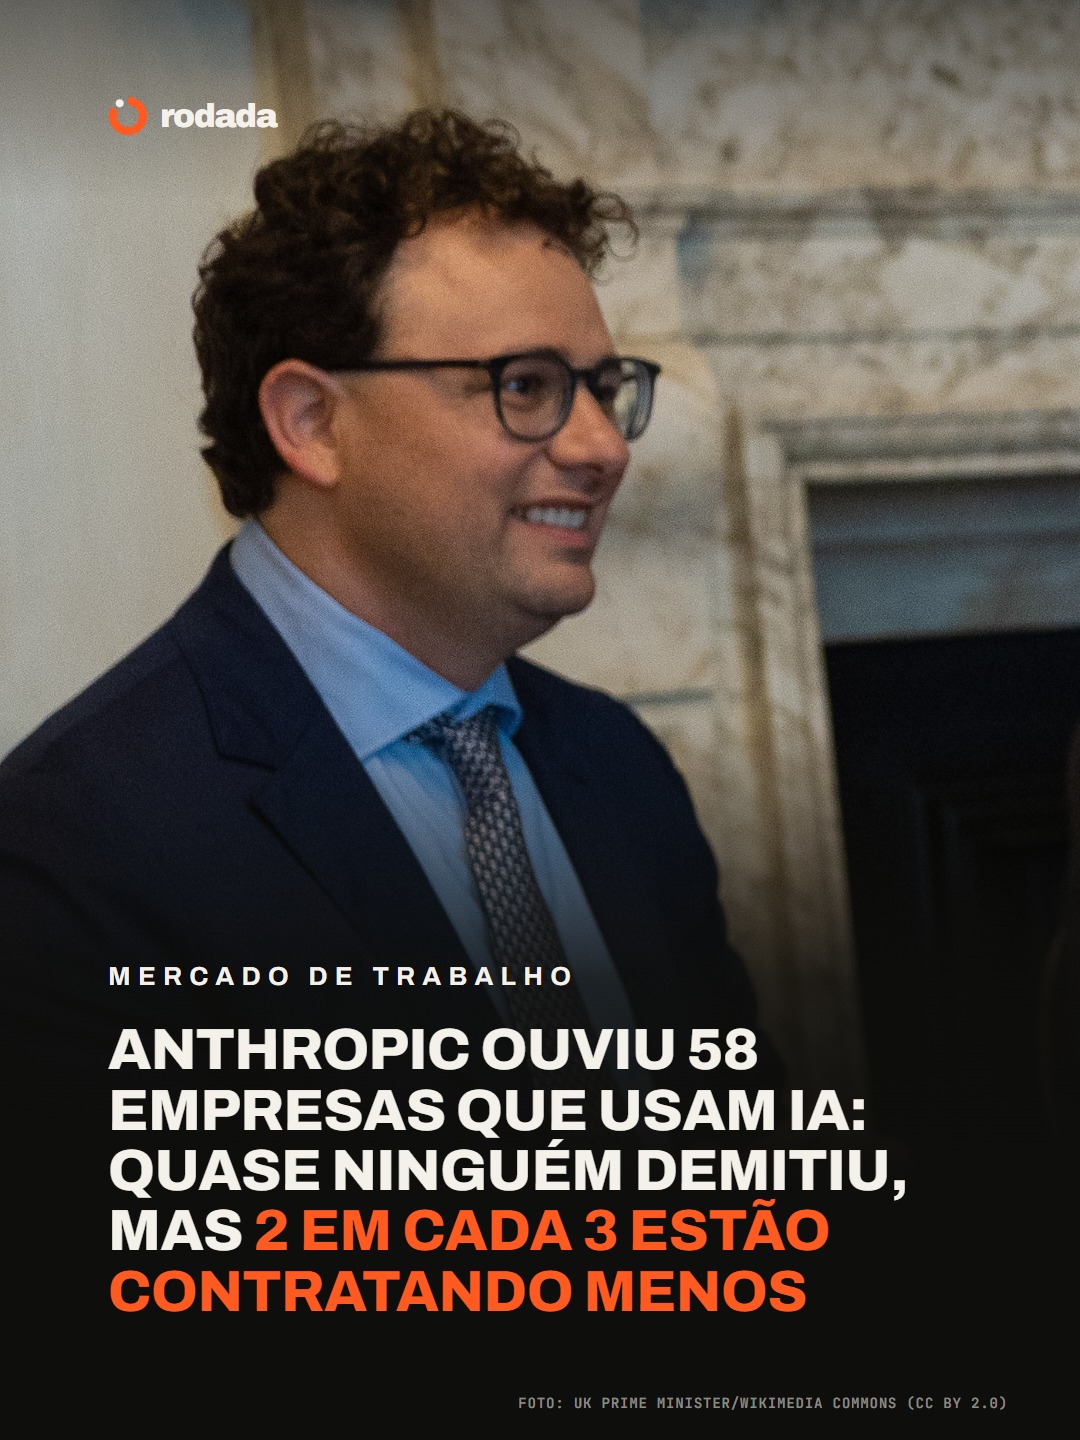 rodada
MERCADO DE TRABALHO
ANTHROPIC OUVIU 58
EMPRESAS QUE USAM IA:
QUASE NINGUÉM DEMITIU,
MAS 2 EM CADA 3 ESTÃO
CONTRATANDO MENOS
FOTO: UK PRIME MINISTER/WIKIMEDIA COMMONS (CC BY 2.0)